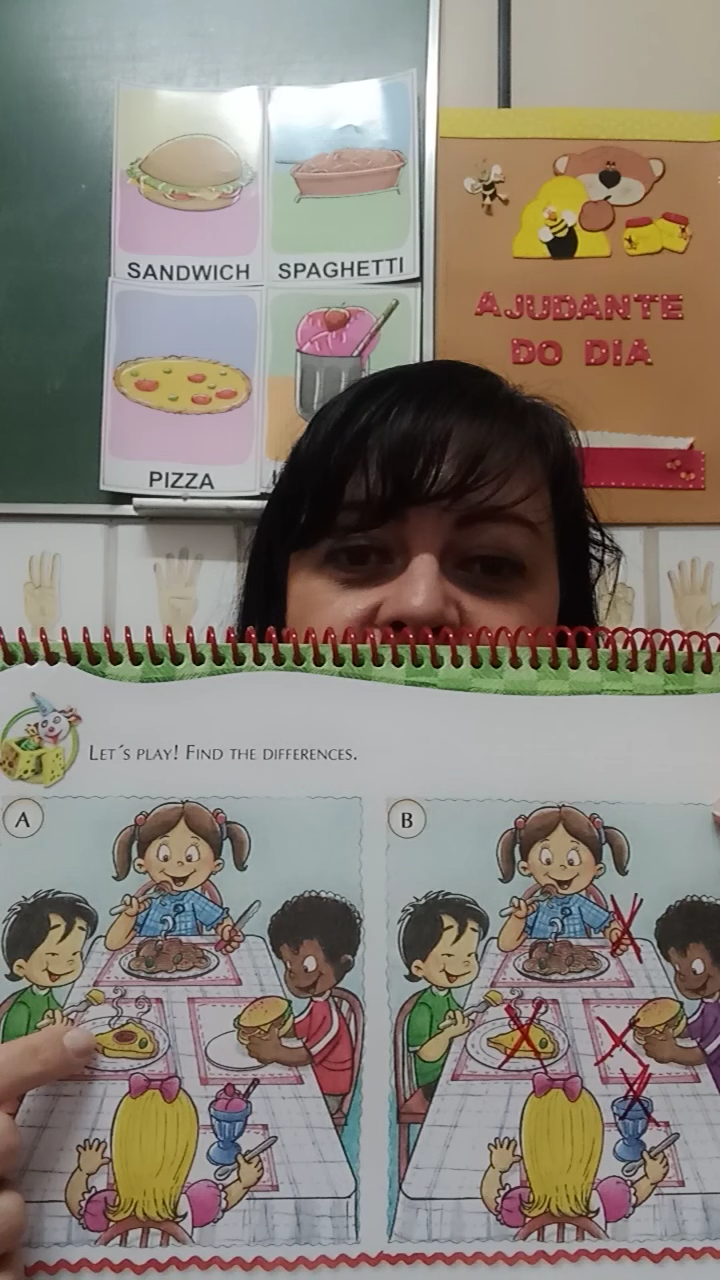 SANDWICH
SPAGHETTI
PIZZA
AJUDANTE
DO DIA
LET´S PLAY! FIND THE DIFFERENCES.
A
B